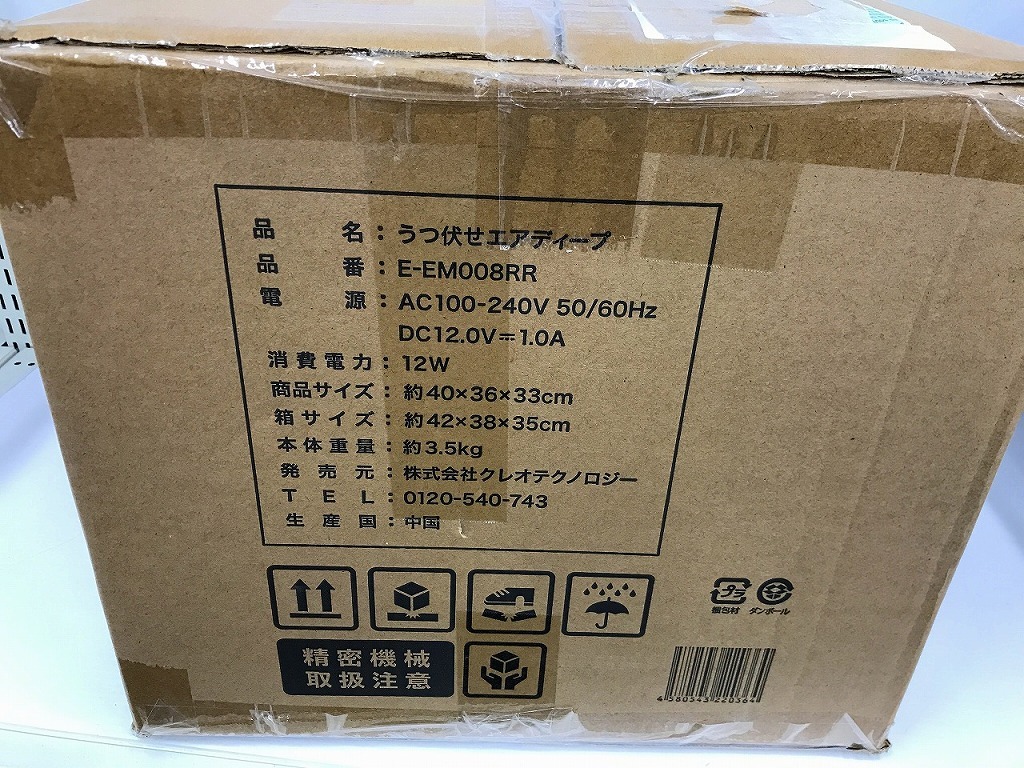 品名：うつ伏せエアディープ
品番：E-EM008RR
電源：AC100-240V 50/60Hz
DC12.0V⎓1.0A
消費電力：12W
商品サイズ：約40×36×33cm
箱サイズ：約42×38×35cm
本体重量：約3.5kg
発売元：株式会社クレオテクノロジー
TEL：0120-540-743
生産国：中国
プラ
梱包材 ダンボール
精密機械
取扱注意
4580543220364